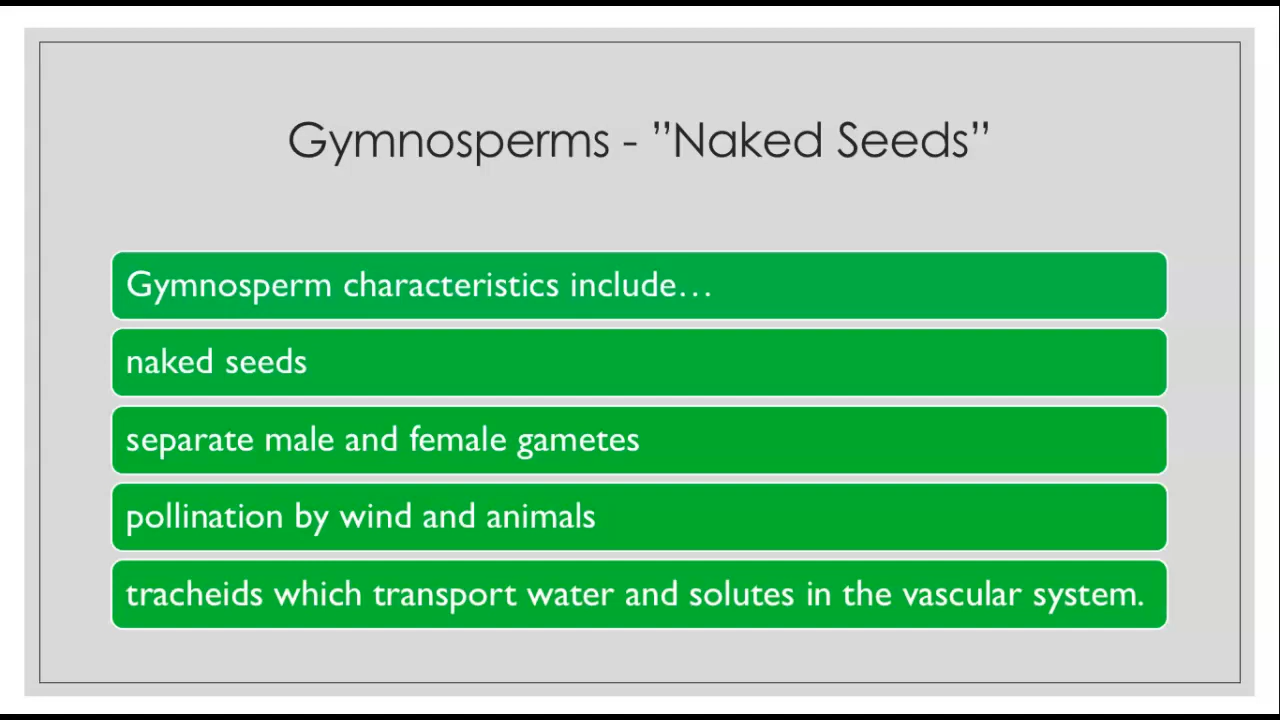 Gymnosperms - ”Naked Seeds”
Gymnosperm characteristics include…
naked seeds
separate male and female gametes
pollination by wind and animals
tracheids which transport water and solutes in the vascular system.